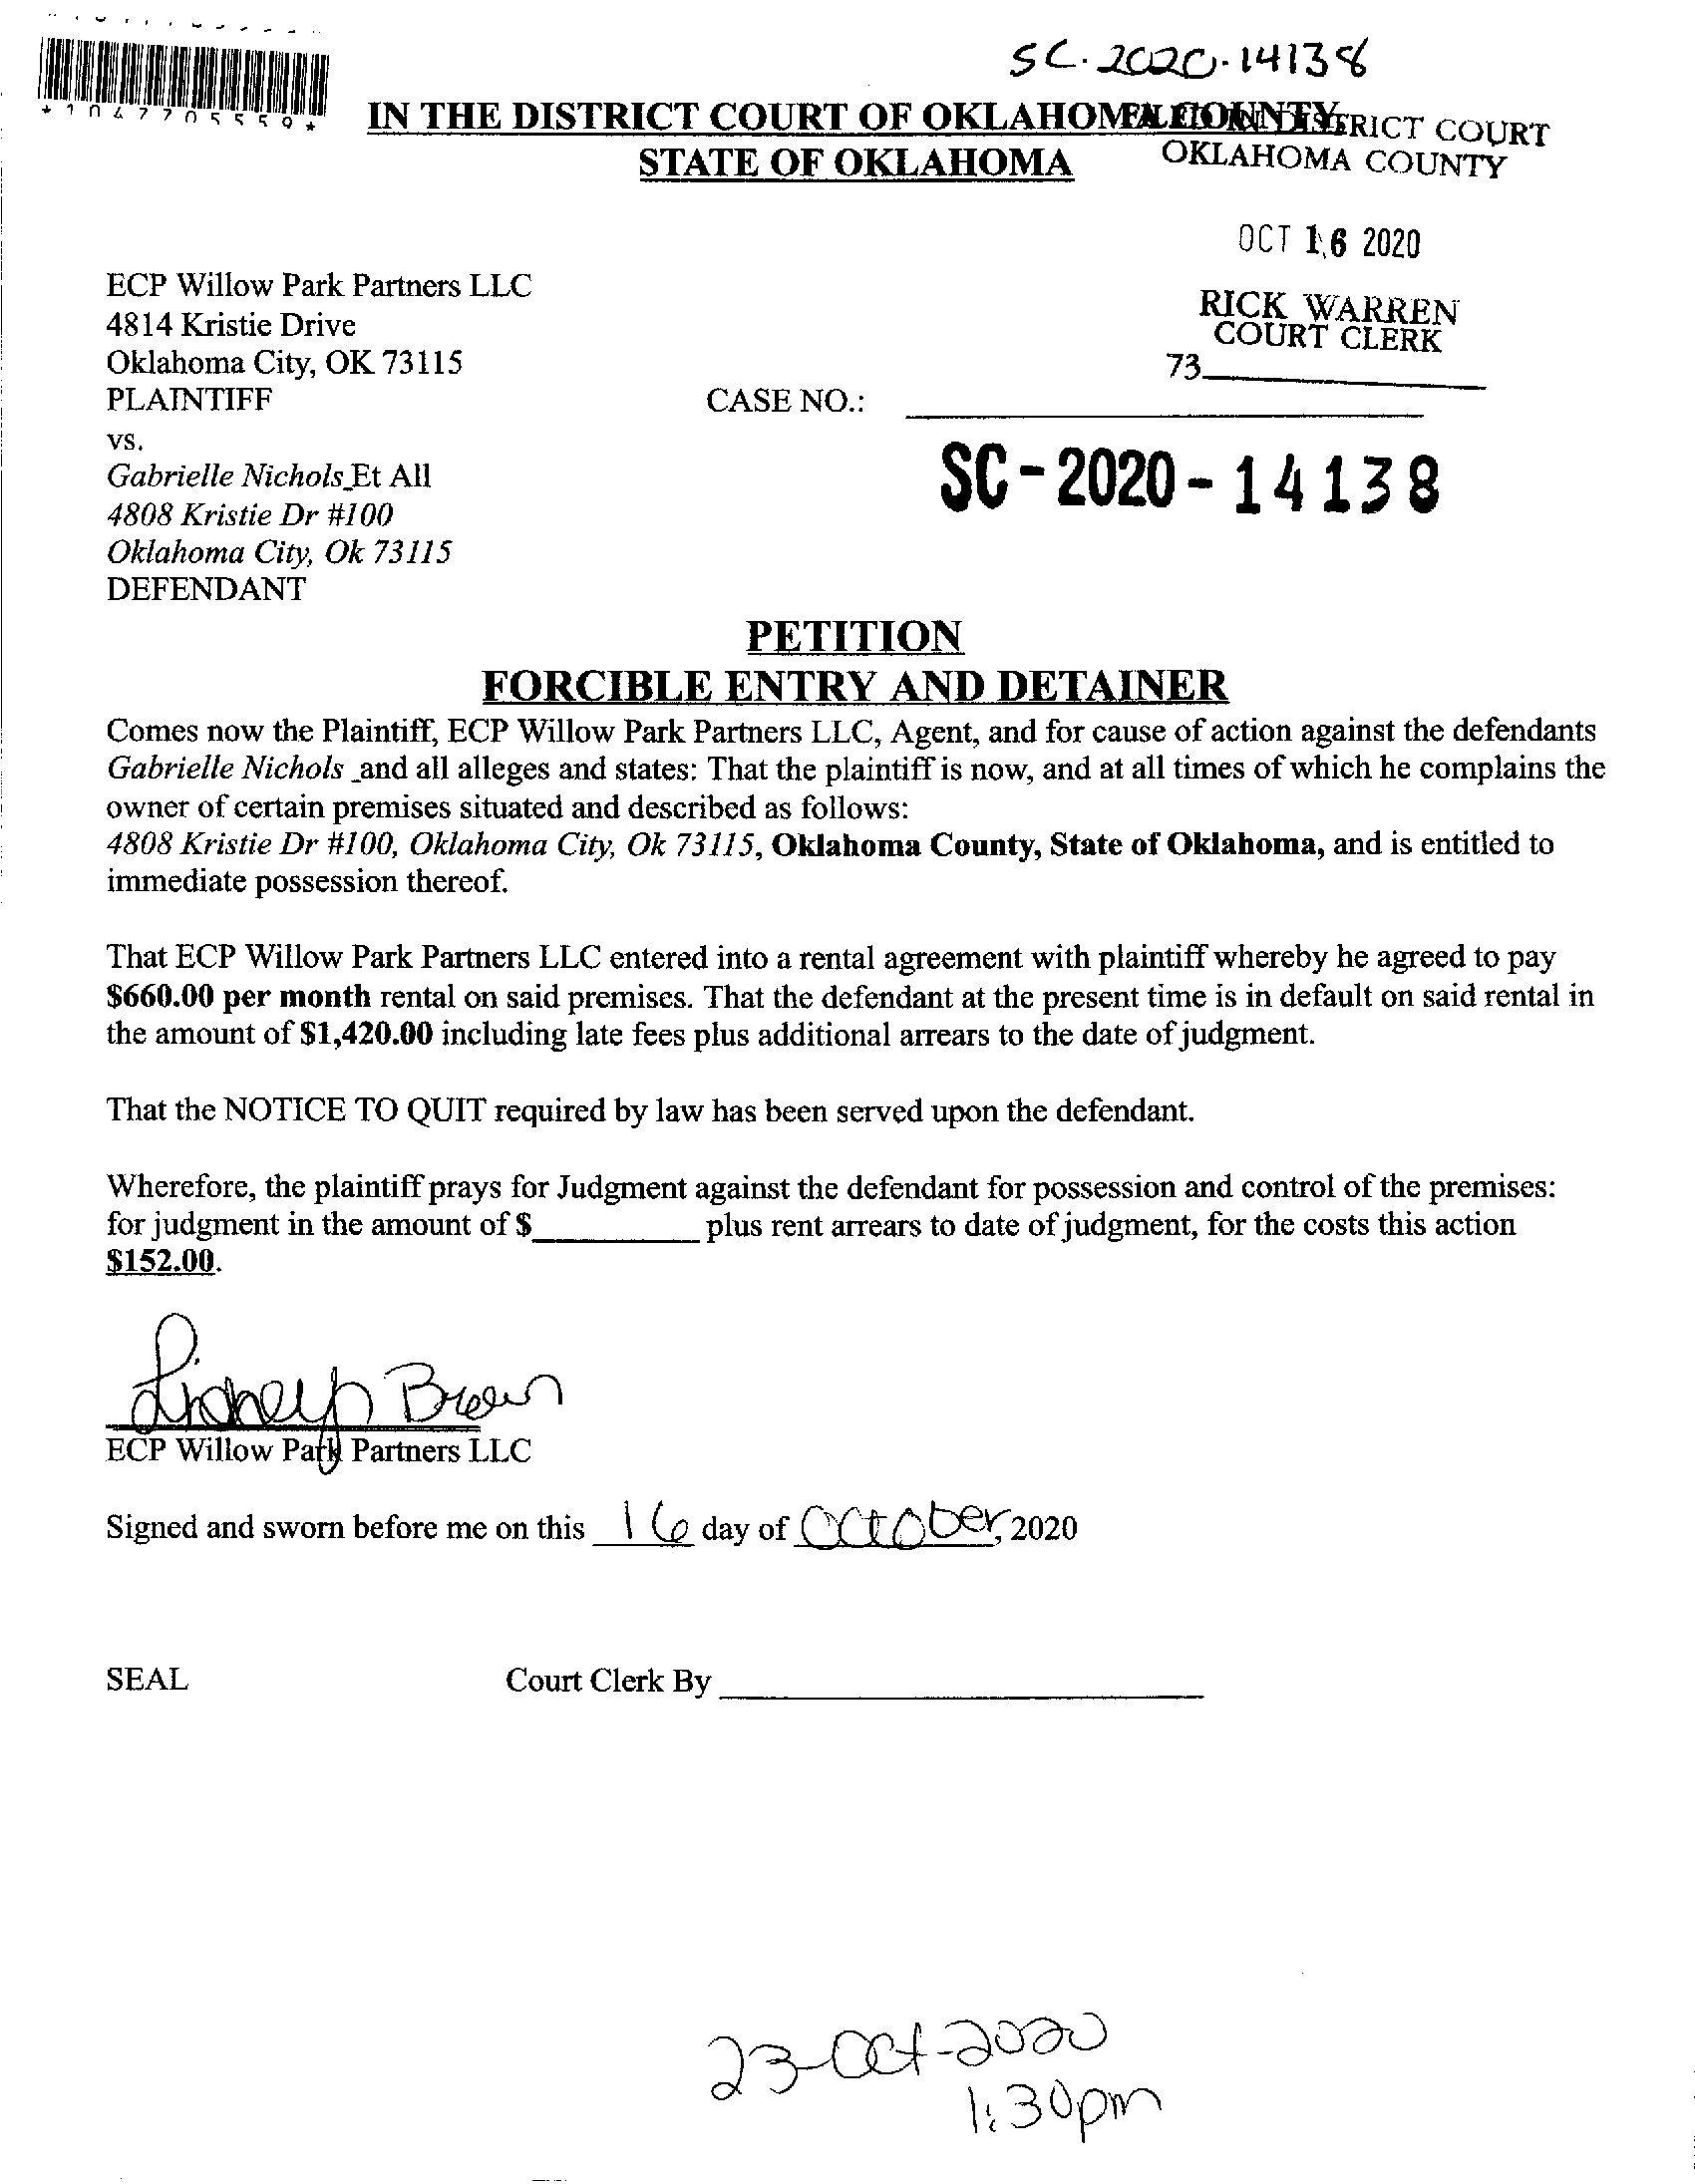 SC-2020-14138
*1047705559*
IN THE DISTRICT COURT OF OKLAHOMA COUNTY
STATE OF OKLAHOMA
FILED IN DISTRICT COURT
OKLAHOMA COUNTY
OCT 16 2020
RICK WARREN
COURT CLERK
73
ECP Willow Park Partners LLC
4814 Kristie Drive
Oklahoma City, OK 73115
PLAINTIFF
CASE NO.:
vs.
SC-2020-14138
Gabrielle Nichols Et All
4808 Kristie Dr #100
Oklahoma City, Ok 73115
DEFENDANT
PETITION
FORCIBLE ENTRY AND DETAINER
Comes now the Plaintiff, ECP Willow Park Partners LLC, Agent, and for cause of action against the defendants
Gabrielle Nichols and all alleges and states: That the plaintiff is now, and at all times of which he complains the
owner of certain premises situated and described as follows:
4808 Kristie Dr #100, Oklahoma City, Ok 73115, Oklahoma County, State of Oklahoma, and is entitled to
immediate possession thereof.
That ECP Willow Park Partners LLC entered into a rental agreement with plaintiff whereby he agreed to pay
$660.00 per month rental on said premises. That the defendant at the present time is in default on said rental in
the amount of $1,420.00 including late fees plus additional arrears to the date of judgment.
That the NOTICE TO QUIT required by law has been served upon the defendant.
Wherefore, the plaintiff prays for Judgment against the defendant for possession and control of the premises:
for judgment in the amount of $__________ plus rent arrears to date of judgment, for the costs this action
$152.00.
ECP Willow Park Partners LLC
Signed and sworn before me on this 16 day of October, 2020
SEAL Court Clerk By
23-Oct-2020
1:30pm